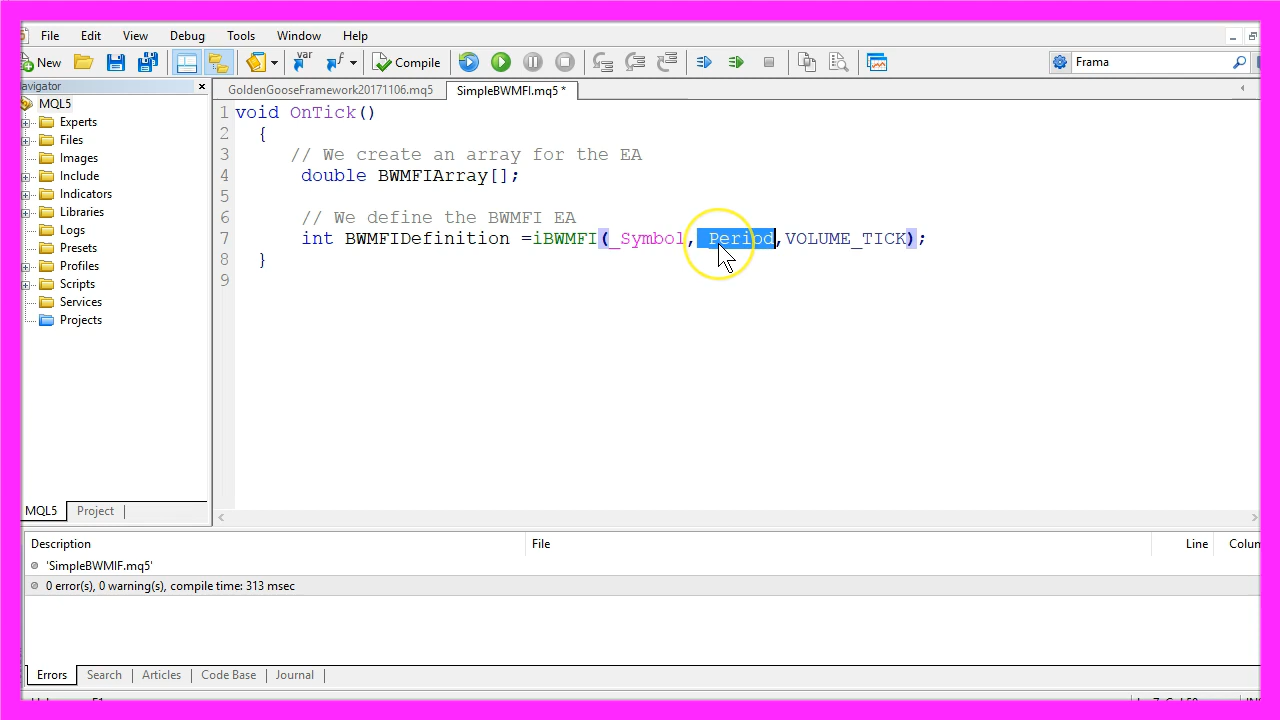 File Edit View Debug Tools Window Help
New Compile Frama
Navigator
MQL5
Experts
Files
Images
Include
Indicators
Libraries
Logs
Presets
Profiles
Scripts
Services
Projects
MQL5 Project
GoldenGooseFramework20171106.mq5 SimpleBWMFI.mq5 *
1 void OnTick()
2 {
3 // We create an array for the EA
4 double BWMFIArray[];
5
6 // We define the BWMFI EA
7 int BWMFIDefinition =iBWMFI(_Symbol,_Period,VOLUME_TICK);
8 }
9
Description File Line Colum
'SimpleBWMIF.mq5'
0 error(s), 0 warning(s), compile time: 313 msec
Errors Search Articles Code Base Journal